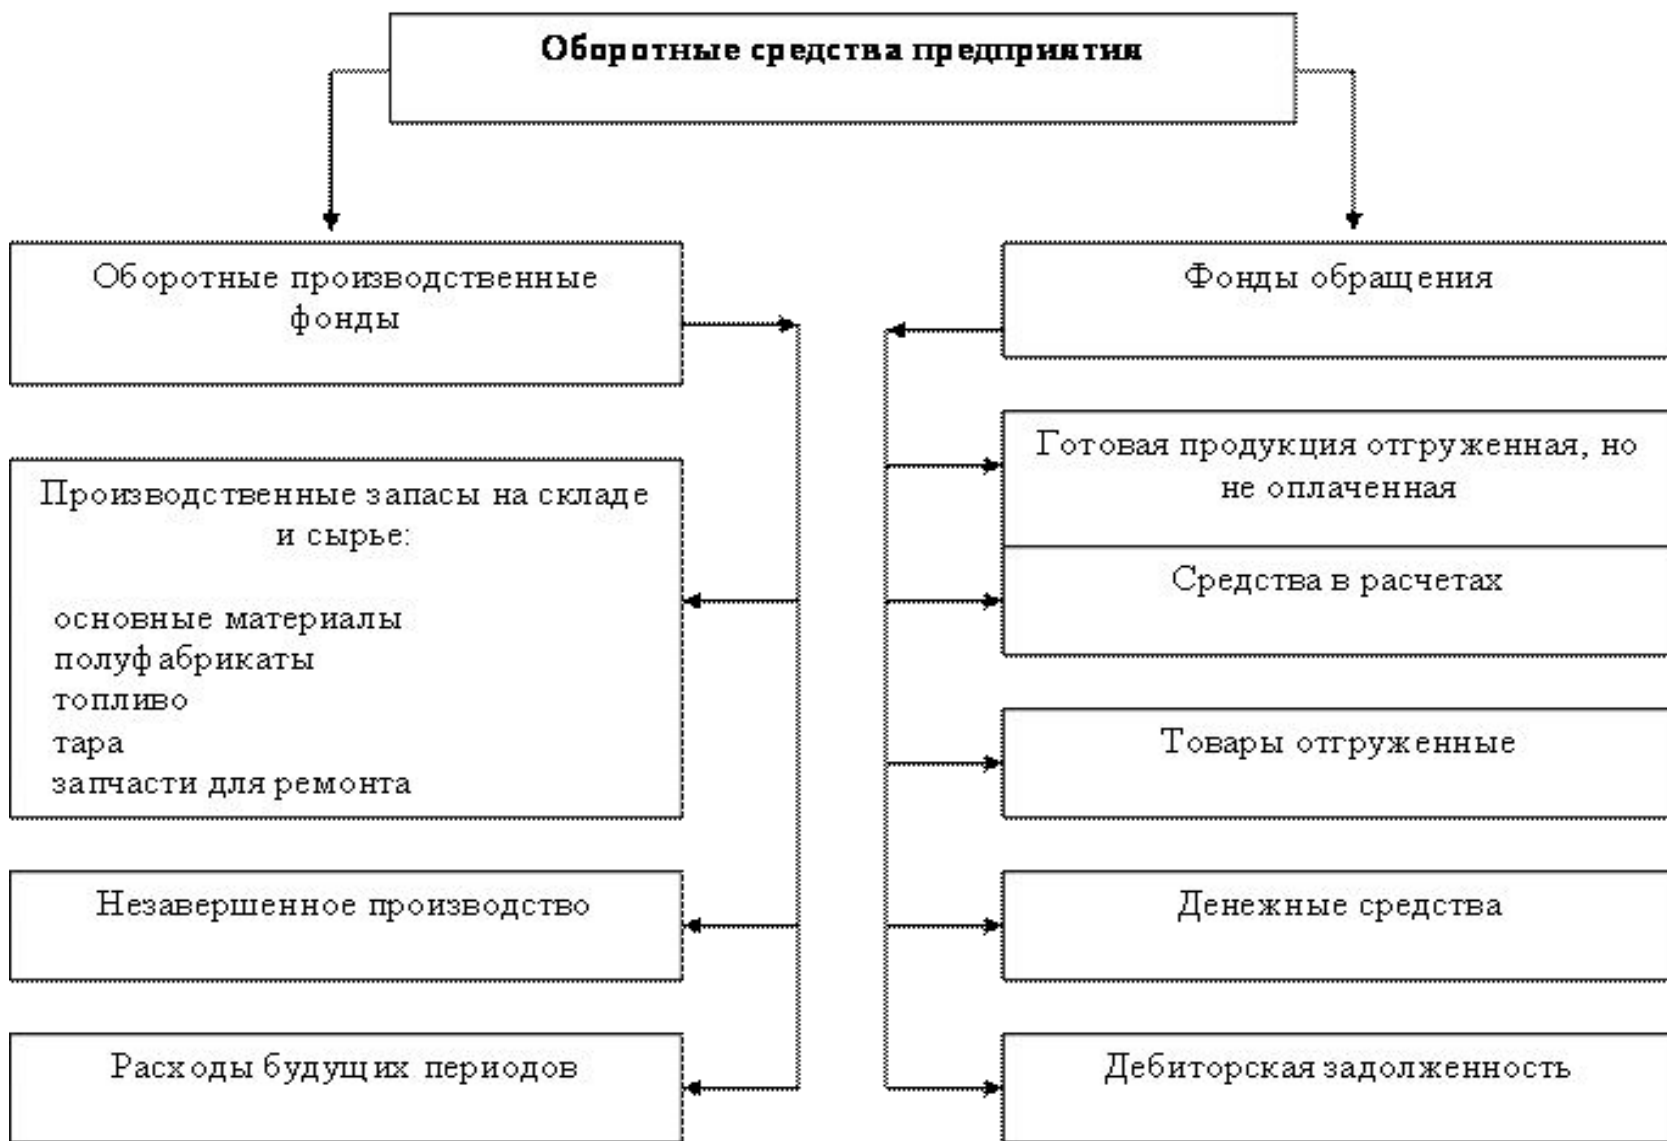 Оборотные средства предприятия
Оборотные производственные
фонды
Производственные запасы на складе
и сырье:
основные материалы
полуфабрикаты
топливо
тара
запчасти для ремонта
Незавершенное производство
Расходы будущих периодов
Фонды обращения
Готовая продукция отгруженная, но
не оплаченная
Средства в расчетах
Товары отгруженные
Денежные средства
Дебиторская задолженность